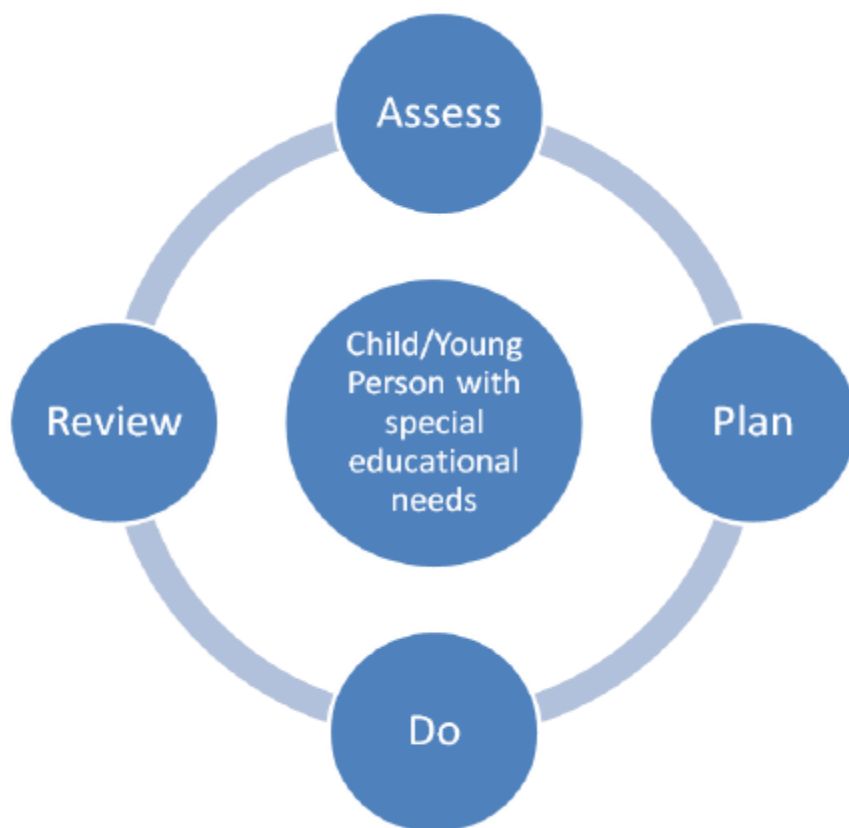 Assess
Child/Young
Person with
special
educational
needs
Review
Plan
Do